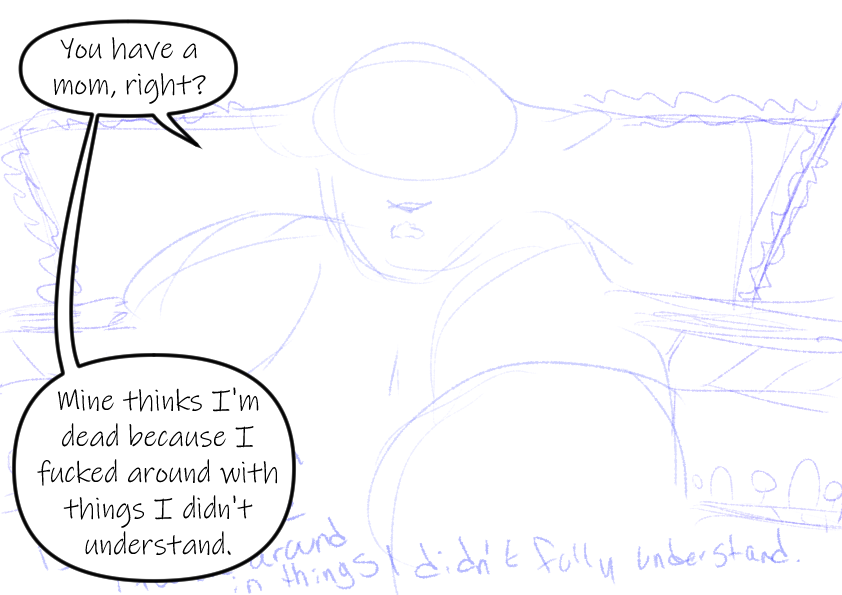 You have a
mom, right?
Mine thinks I'm
dead because I
fucked around with
things I didn't
understand.
around
in things I didn't fully understand.